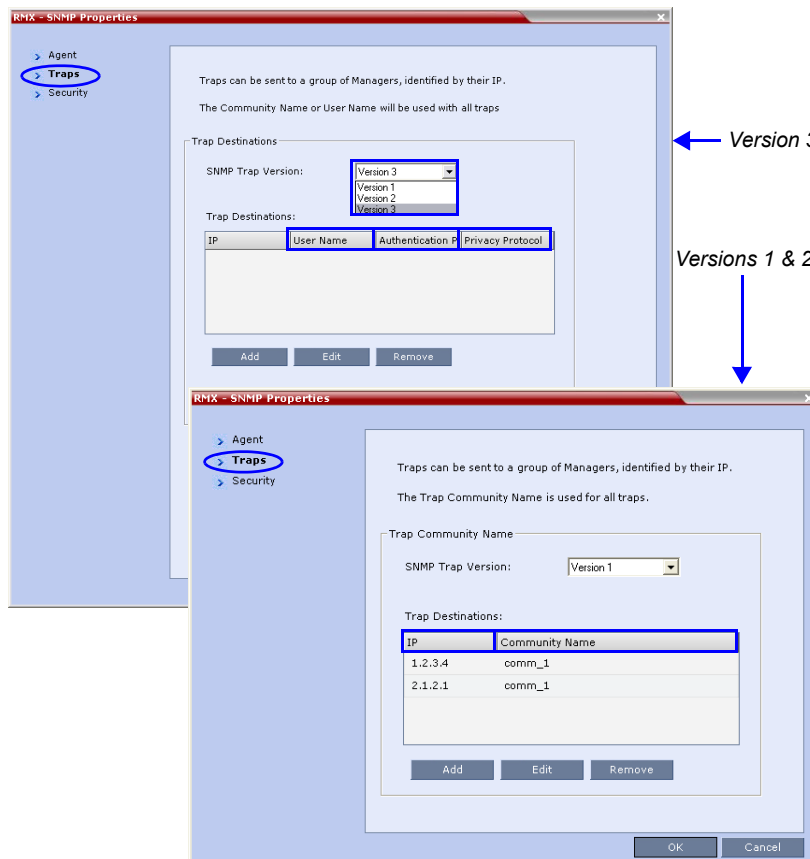 RMX - SNMP Properties
Agent
Traps
Security
Traps can be sent to a group of Managers, identified by their IP.
The Community Name or User Name will be used with all traps
Trap Destinations
SNMP Trap Version: Version 3
Version 1
Version 2
Version 3
Trap Destinations:
IP User Name Authentication P Privacy Protocol
Add Edit Remove
Version 3
Versions 1 & 2
RMX - SNMP Properties
Agent
Traps
Security
Traps can be sent to a group of Managers, identified by their IP.
The Trap Community Name is used for all traps.
Trap Community Name
SNMP Trap Version: Version 1
Trap Destinations:
IP Community Name
1.2.3.4 comm_1
2.1.2.1 comm_1
Add Edit Remove
OK Cancel